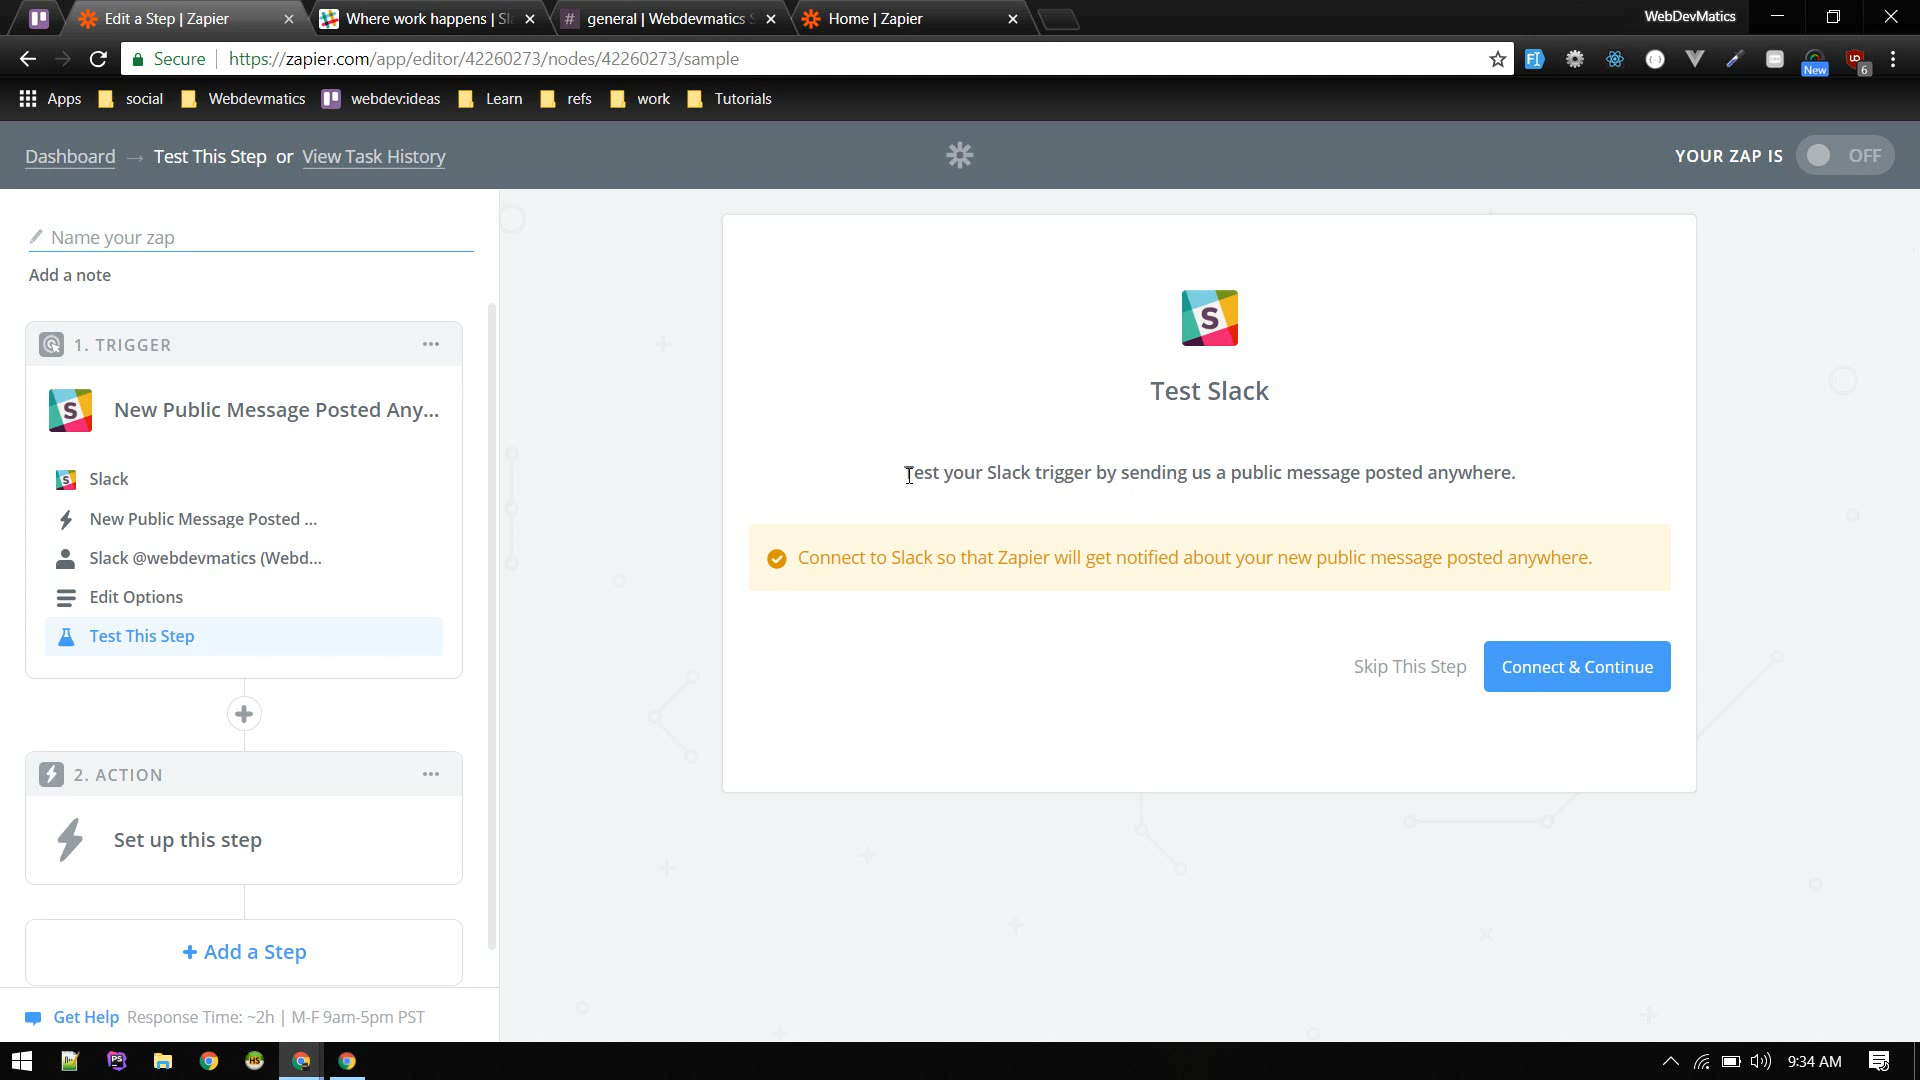 Edit a Step | Zapier
Where work happens | Sl
# general | Webdevmatics S
Home | Zapier
WebDevMatics
Secure
https://zapier.com/app/editor/42260273/nodes/42260273/sample
New
6
Apps
social
Webdevmatics
webdev:ideas
Learn
refs
work
Tutorials
Dashboard → Test This Step or View Task History
YOUR ZAP IS
OFF
Name your zap
Add a note
1. TRIGGER
New Public Message Posted Any...
Slack
New Public Message Posted ...
Slack @webdevmatics (Webd...
Edit Options
Test This Step
2. ACTION
Set up this step
+ Add a Step
Get Help Response Time: ~2h | M-F 9am-5pm PST
Test Slack
Test your Slack trigger by sending us a public message posted anywhere.
Connect to Slack so that Zapier will get notified about your new public message posted anywhere.
Skip This Step
Connect & Continue
9:34 AM